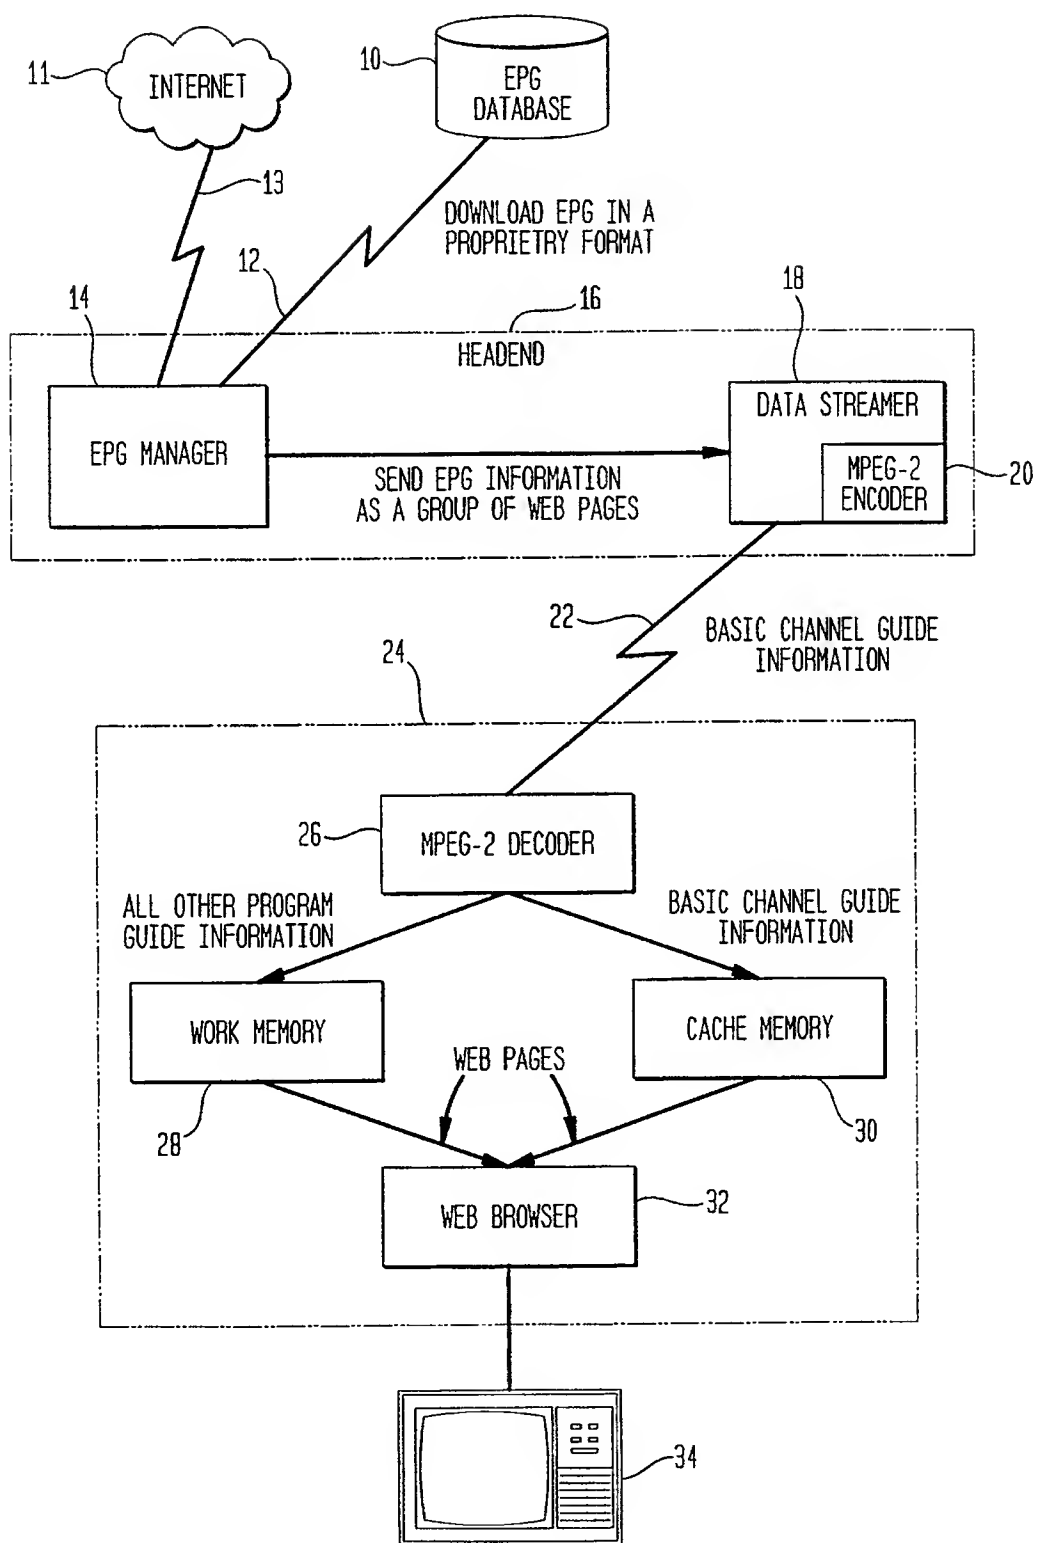 11
INTERNET
10
EPG
DATABASE
13
DOWNLOAD EPG IN A
PROPRIETRY FORMAT
12
14
16
18
HEADEND
EPG MANAGER
DATA STREAMER
SEND EPG INFORMATION
AS A GROUP OF WEB PAGES
MPEG-2
ENCODER
20
22
BASIC CHANNEL GUIDE
INFORMATION
24
26
MPEG-2 DECODER
ALL OTHER PROGRAM
GUIDE INFORMATION
BASIC CHANNEL GUIDE
INFORMATION
WORK MEMORY
CACHE MEMORY
WEB PAGES
28
30
WEB BROWSER
32
34